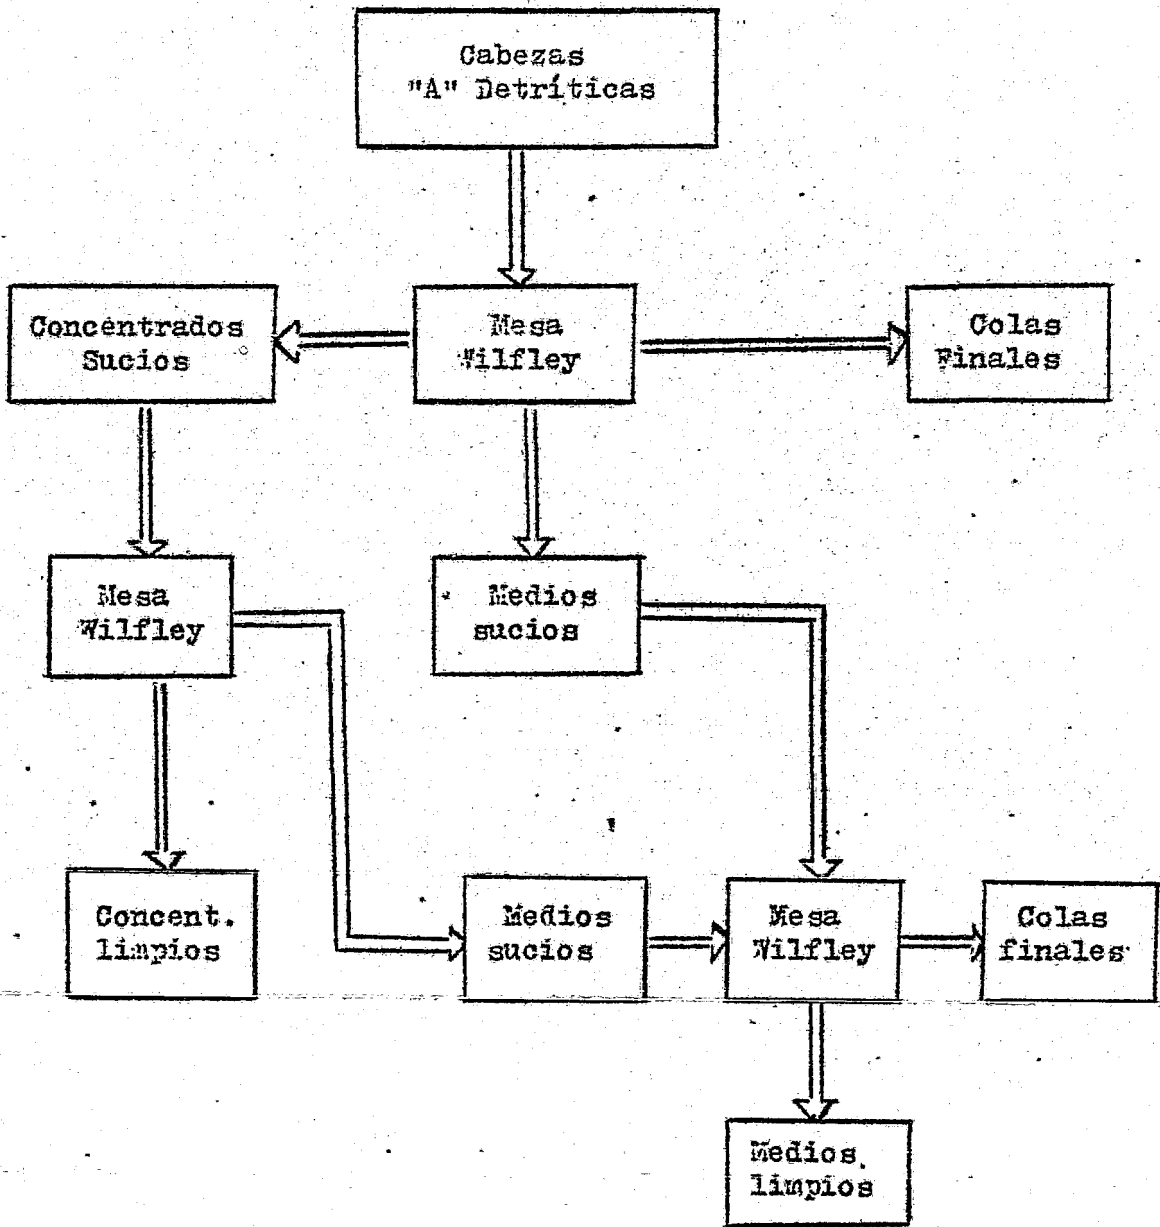 Cabezas
"A" Detríticas
Concentrados
Sucios
Mesa
Wilfley
Colas
Finales
Mesa
Wilfley
Medios
sucios
Concent.
limpios
Medios
sucios
Mesa
Wilfley
Colas
finales
Medios
limpios